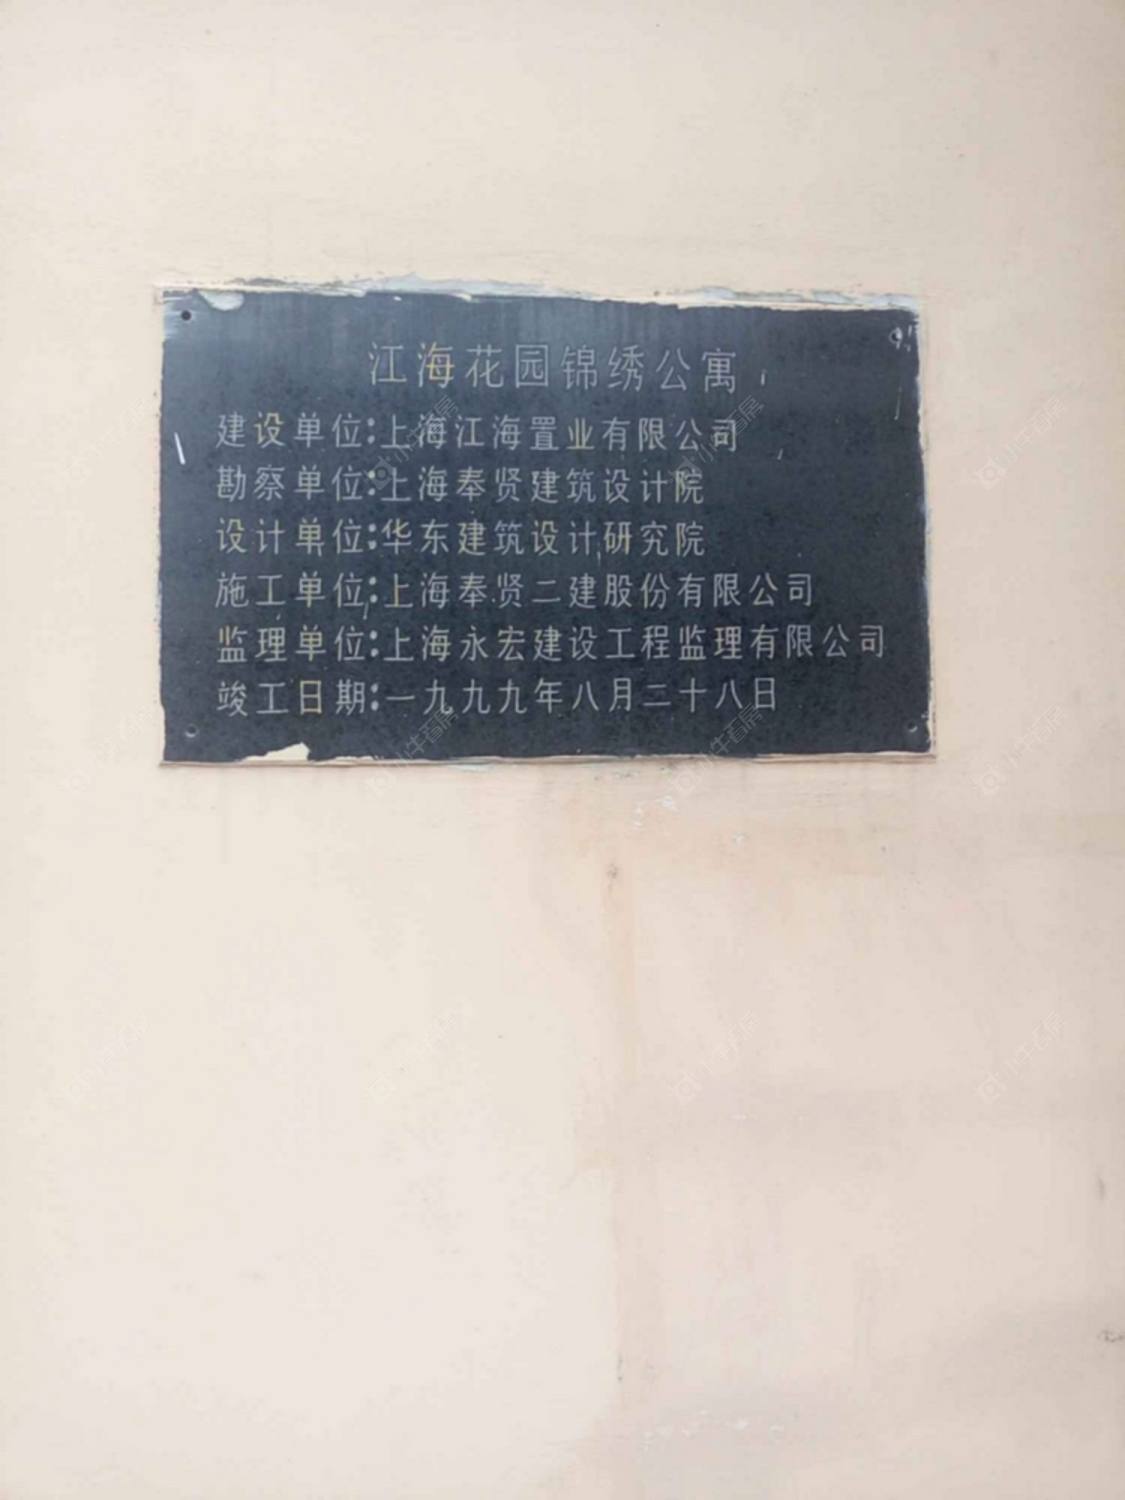 江海花园锦绣公寓
建设单位:上海江海置业有限公司
勘察单位:上海奉贤建筑设计院
设计单位:华东建筑设计研究院
施工单位:上海奉贤二建股份有限公司
监理单位:上海永宏建设工程监理有限公司
竣工日期:一九九九年八月二十八日